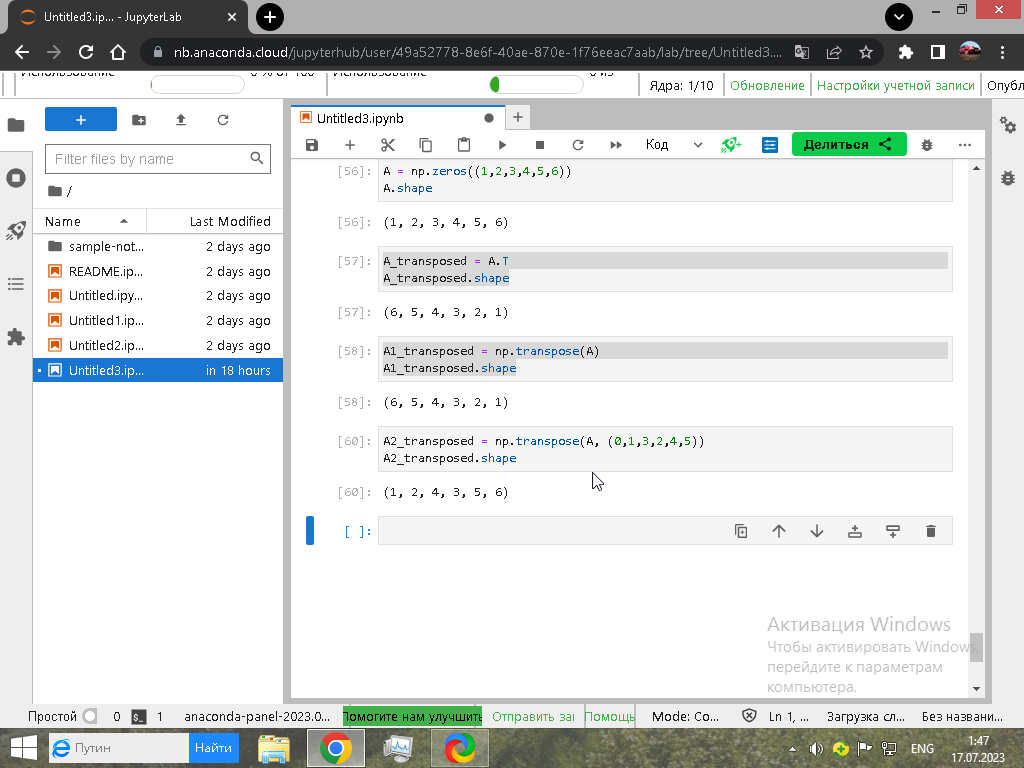 Untitled3.ip... - JupyterLab
nb.anaconda.cloud/jupyterhub/user/49a52778-8e6f-40ae-870e-1f76eeac7aab/lab/tree/Untitled3....
Использование 0 % от 100 Использование 0 из
Ядра: 1/10 Обновление Настройки учетной записи Опубл
Untitled3.ipynb
Filter files by name
/
Name Last Modified
sample-not... 2 days ago
README.ip... 2 days ago
Untitled.ipy... 2 days ago
Untitled1.ip... 2 days ago
Untitled2.ip... 2 days ago
Untitled3.ip... in 18 hours
Код Делиться
[56]: A = np.zeros((1,2,3,4,5,6))
A.shape
[56]: (1, 2, 3, 4, 5, 6)
[57]: A_transposed = A.T
A_transposed.shape
[57]: (6, 5, 4, 3, 2, 1)
[58]: A1_transposed = np.transpose(A)
A1_transposed.shape
[58]: (6, 5, 4, 3, 2, 1)
[60]: A2_transposed = np.transpose(A, (0,1,3,2,4,5))
A2_transposed.shape
[60]: (1, 2, 4, 3, 5, 6)
[ ]:
Активация Windows
Чтобы активировать Windows,
перейдите к параметрам
компьютера.
Простой 0 1 anaconda-panel-2023.0... Помогите нам улучшить Отправить заг Помощь Mode: Co... Ln 1, ... Загрузка сл... Без названи...
Путин Найти
ENG
1:47
17.07.2023